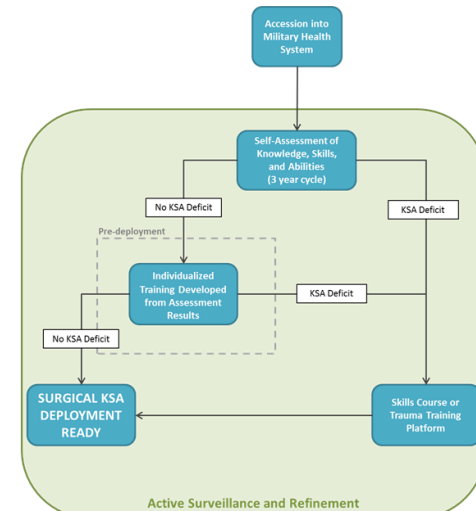 Accession into
Military Health
System
Self-Assessment of
Knowledge, Skills,
and Abilities
(3 year cycle)
No KSA Deficit
KSA Deficit
Pre-deployment
Individualized
Training Developed
from Assessment
Results
KSA Deficit
No KSA Deficit
SURGICAL KSA
DEPLOYMENT
READY
Skills Course or
Trauma Training
Platform
Active Surveillance and Refinement